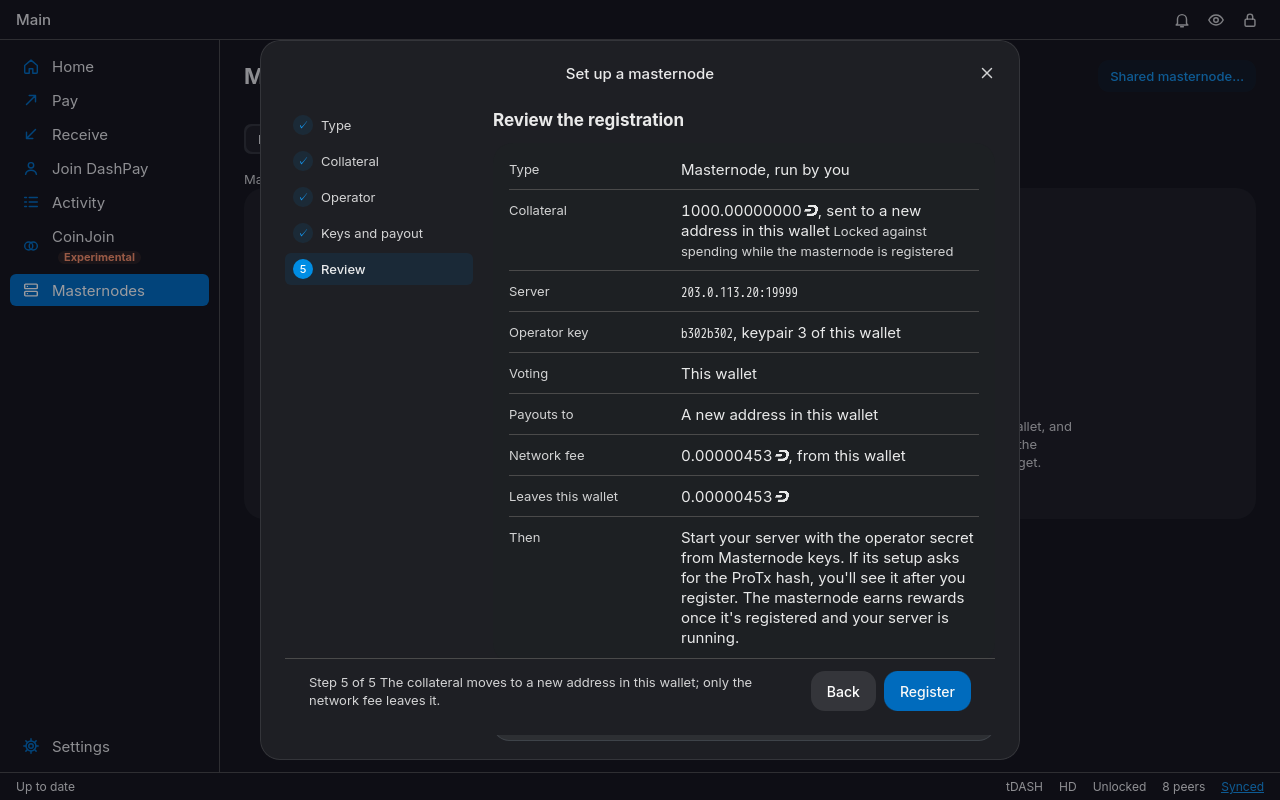 Main
Home
Pay
Receive
Join DashPay
Activity
CoinJoin
Experimental
Masternodes
Settings
M
Shared masternode...
Ma
allet, and
the
get.
Set up a masternode
✓ Type
✓ Collateral
✓ Operator
✓ Keys and payout
5 Review
Review the registration
Type Masternode, run by you
Collateral 1000.00000000, sent to a new
address in this wallet Locked against
spending while the masternode is registered
Server 203.0.113.20:19999
Operator key b302b302, keypair 3 of this wallet
Voting This wallet
Payouts to A new address in this wallet
Network fee 0.00000453, from this wallet
Leaves this wallet 0.00000453
Then Start your server with the operator secret
from Masternode keys. If its setup asks
for the ProTx hash, you'll see it after you
register. The masternode earns rewards
once it's registered and your server is
running.
Step 5 of 5 The collateral moves to a new address in this wallet; only the
network fee leaves it.
Back
Register
Up to date
tDASH HD Unlocked 8 peers Synced